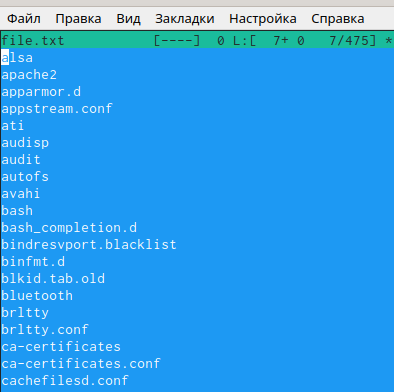 Файл Правка Вид Закладки Настройка Справка
file.txt [----] 0 L:[ 7+ 0 7/475] *
alsa
apache2
apparmor.d
appstream.conf
ati
audisp
audit
autofs
avahi
bash
bash_completion.d
bindresvport.blacklist
binfmt.d
blkid.tab.old
bluetooth
brltty
brltty.conf
ca-certificates
ca-certificates.conf
cachefilesd.conf